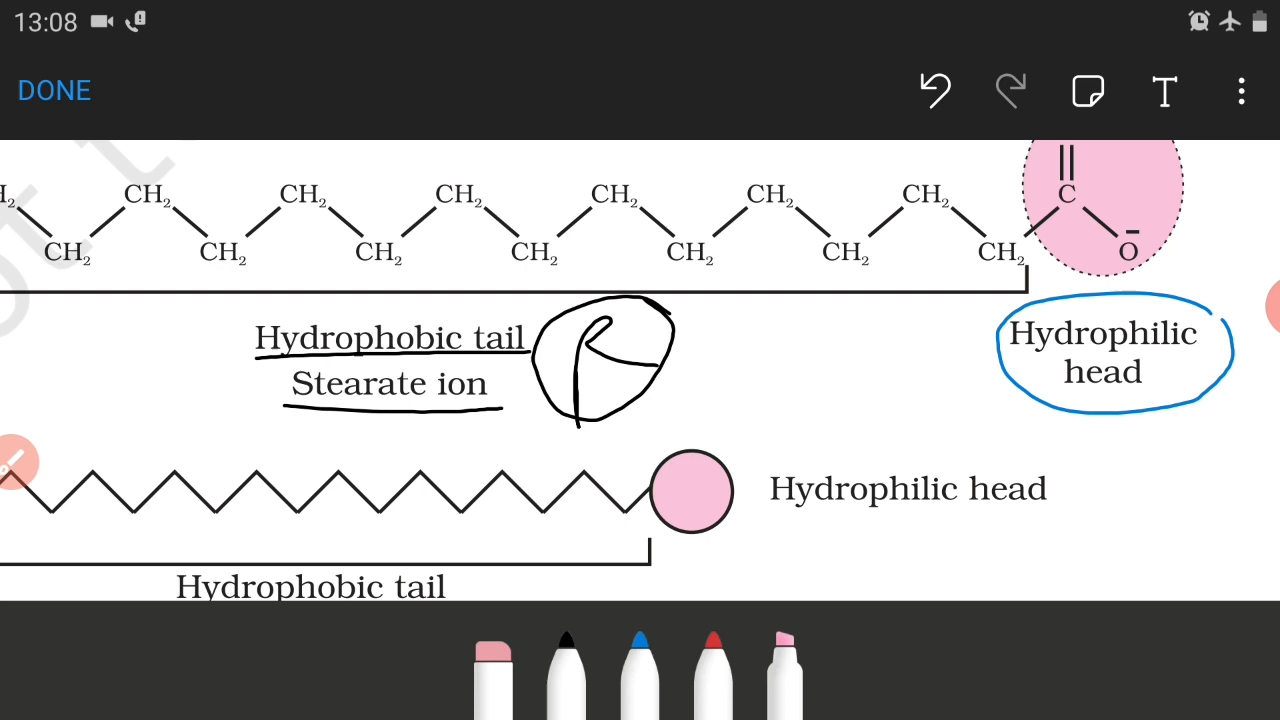 13:08
DONE
T
CH₂ CH₂ CH₂ CH₂ CH₂ CH₂ C
CH₂ CH₂ CH₂ CH₂ CH₂ CH₂ CH₂ O⁻
Hydrophobic tail
Stearate ion
R
Hydrophilic
head
Hydrophilic head
Hydrophobic tail